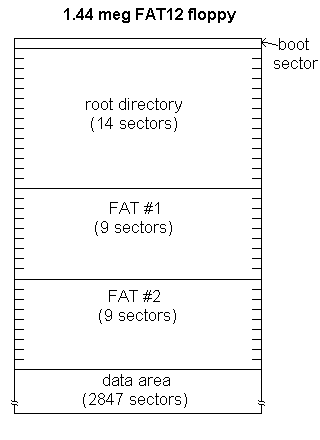 1.44 meg FAT12 floppy
boot
sector
root directory
(14 sectors)
FAT #1
(9 sectors)
FAT #2
(9 sectors)
data area
(2847 sectors)